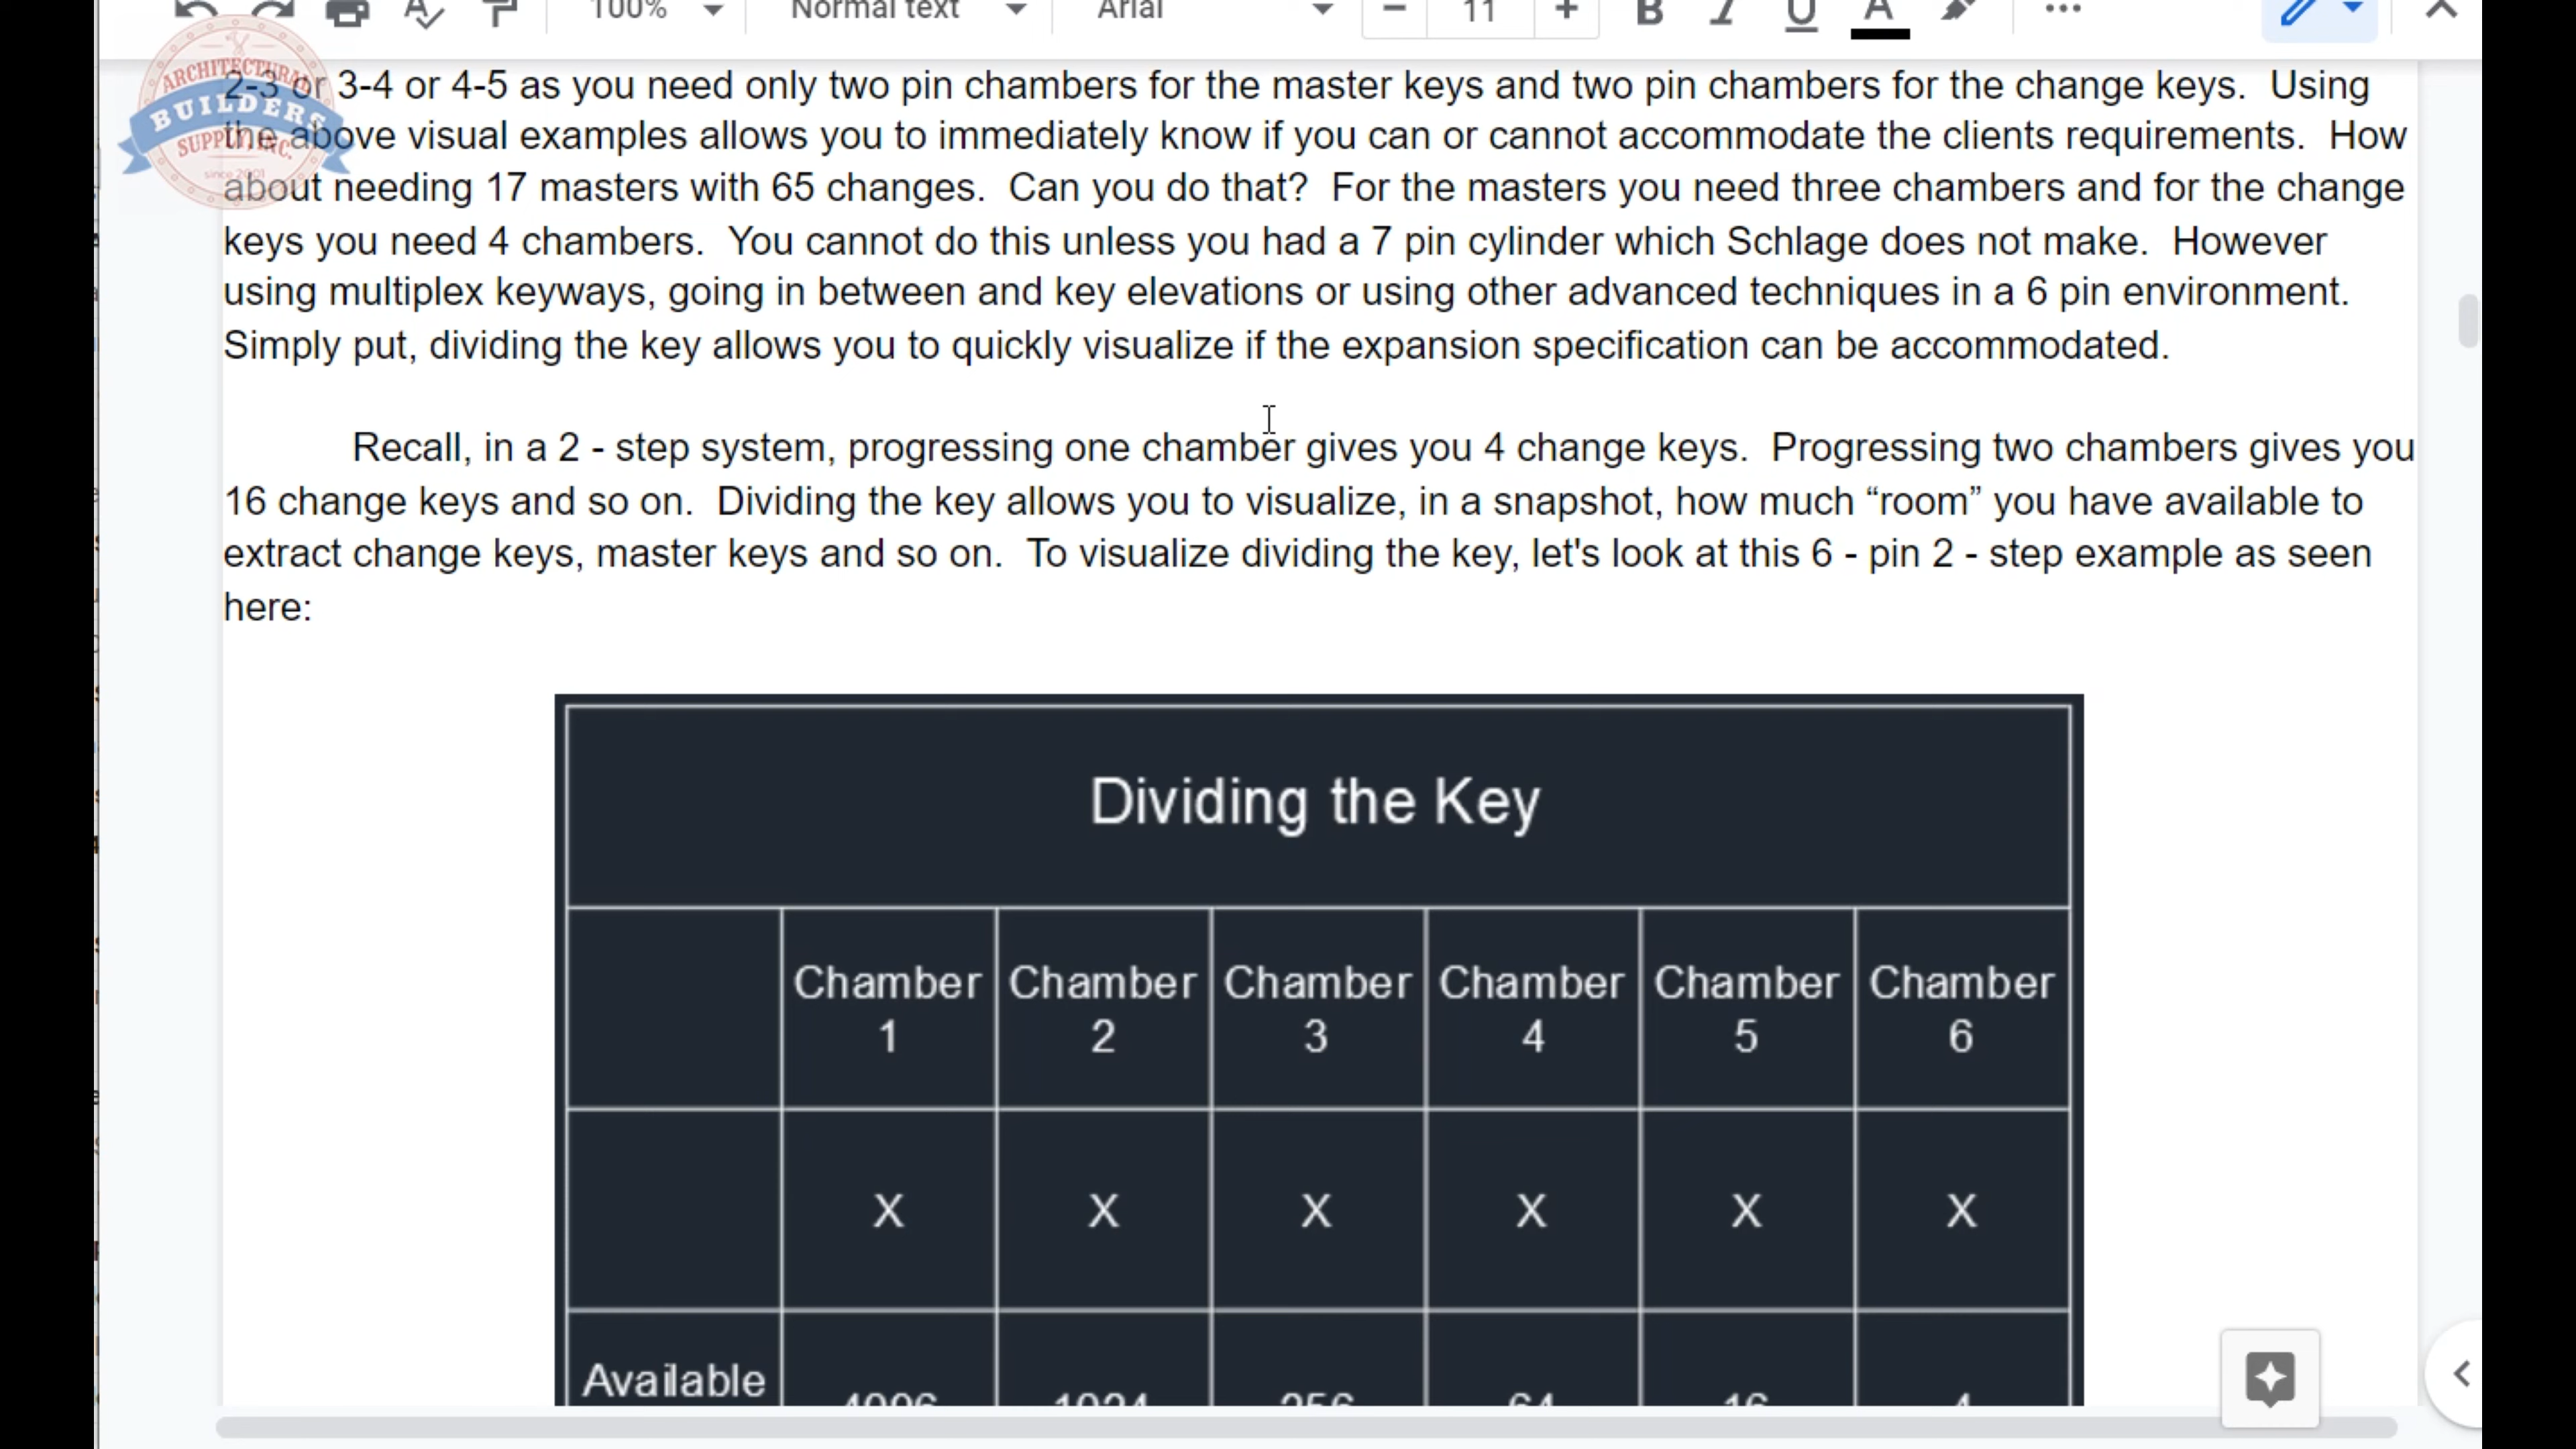 100% Normal text Arial 11 B I U A
ARCHITECTURAL
BUILDERS
SUPPLY INC.
since 2001
2-3 or 3-4 or 4-5 as you need only two pin chambers for the master keys and two pin chambers for the change keys. Using
the above visual examples allows you to immediately know if you can or cannot accommodate the clients requirements. How
about needing 17 masters with 65 changes. Can you do that? For the masters you need three chambers and for the change
keys you need 4 chambers. You cannot do this unless you had a 7 pin cylinder which Schlage does not make. However
using multiplex keyways, going in between and key elevations or using other advanced techniques in a 6 pin environment.
Simply put, dividing the key allows you to quickly visualize if the expansion specification can be accommodated.
Recall, in a 2 - step system, progressing one chamber gives you 4 change keys. Progressing two chambers gives you
16 change keys and so on. Dividing the key allows you to visualize, in a snapshot, how much “room” you have available to
extract change keys, master keys and so on. To visualize dividing the key, let's look at this 6 - pin 2 - step example as seen
here:
Dividing the Key
Chamber 1 Chamber 2 Chamber 3 Chamber 4 Chamber 5 Chamber 6
X X X X X X
Available 4096 1024 256 64 16 4